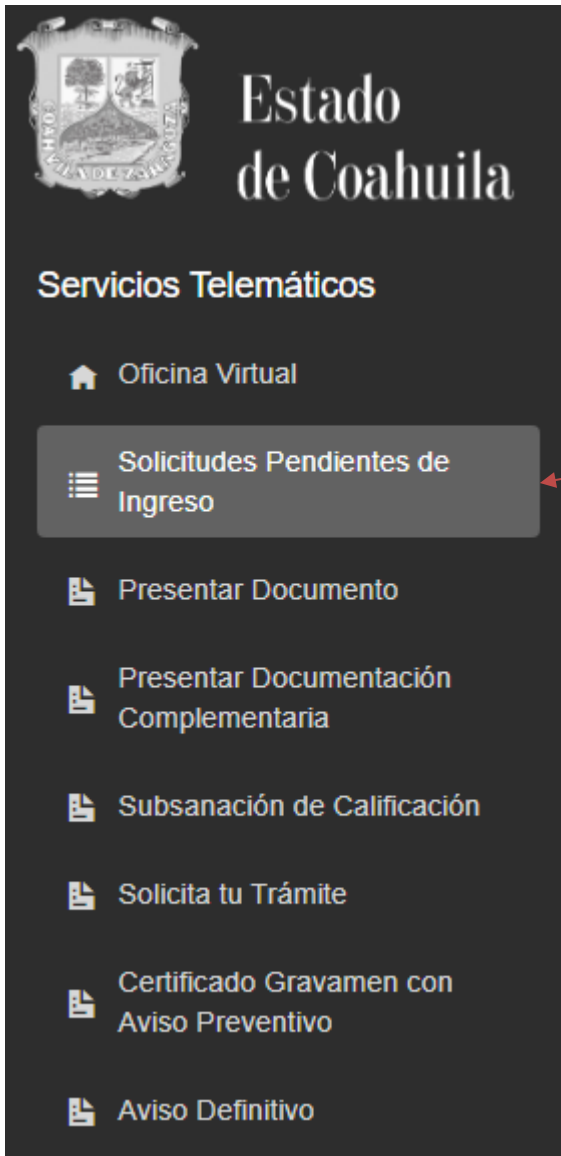 Estado
de Coahuila
COAHUILA DE ZARAGOZA
Servicios Telemáticos
Oficina Virtual
Solicitudes Pendientes de
Ingreso
Presentar Documento
Presentar Documentación
Complementaria
Subsanación de Calificación
Solicita tu Trámite
Certificado Gravamen con
Aviso Preventivo
Aviso Definitivo